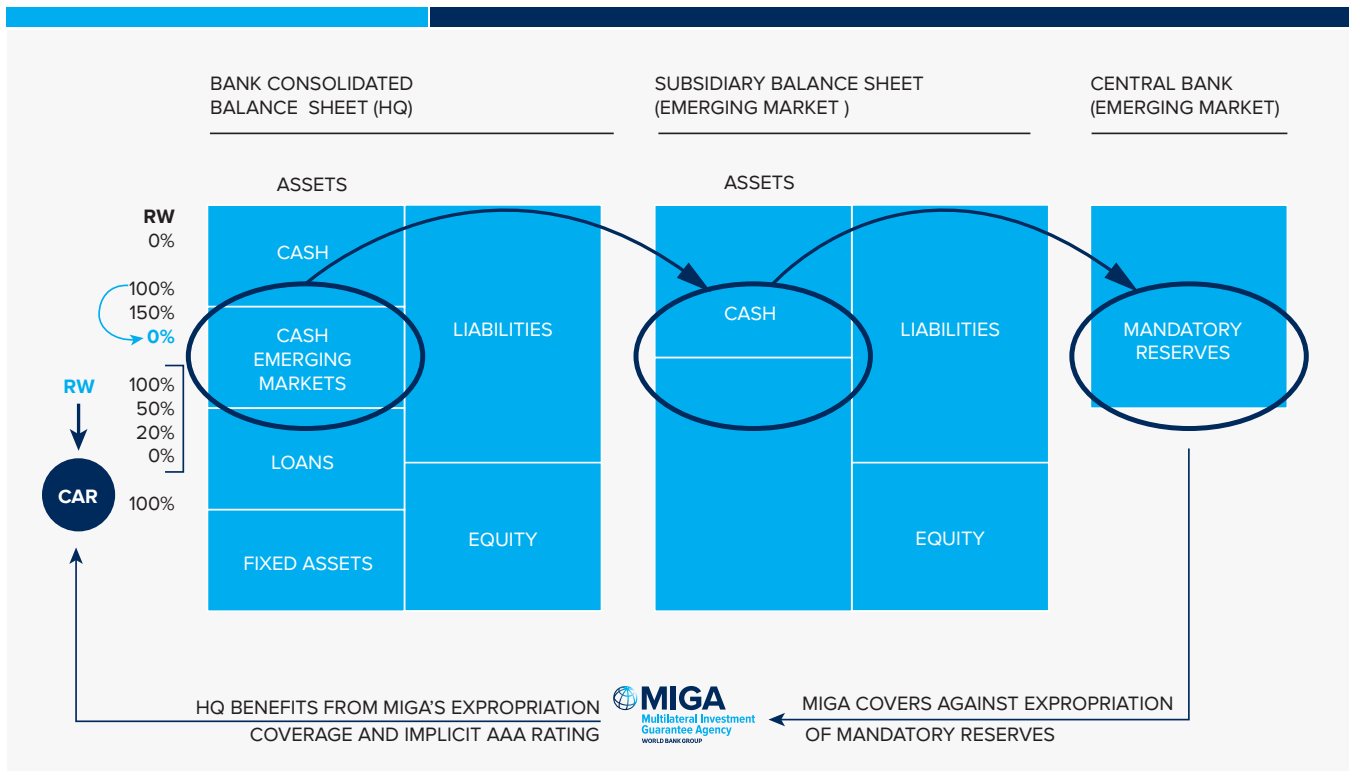 BANK CONSOLIDATED
BALANCE SHEET (HQ)
SUBSIDIARY BALANCE SHEET
(EMERGING MARKET )
CENTRAL BANK
(EMERGING MARKET)
ASSETS
ASSETS
RW
0%
100%
150%
0%
RW
100%
50%
20%
0%
CAR
100%
CASH
CASH
EMERGING
MARKETS
LOANS
FIXED ASSETS
LIABILITIES
EQUITY
CASH
LIABILITIES
EQUITY
MANDATORY
RESERVES
HQ BENEFITS FROM MIGA'S EXPROPRIATION
COVERAGE AND IMPLICIT AAA RATING
MIGA
Multilateral Investment
Guarantee Agency
WORLD BANK GROUP
MIGA COVERS AGAINST EXPROPRIATION
OF MANDATORY RESERVES